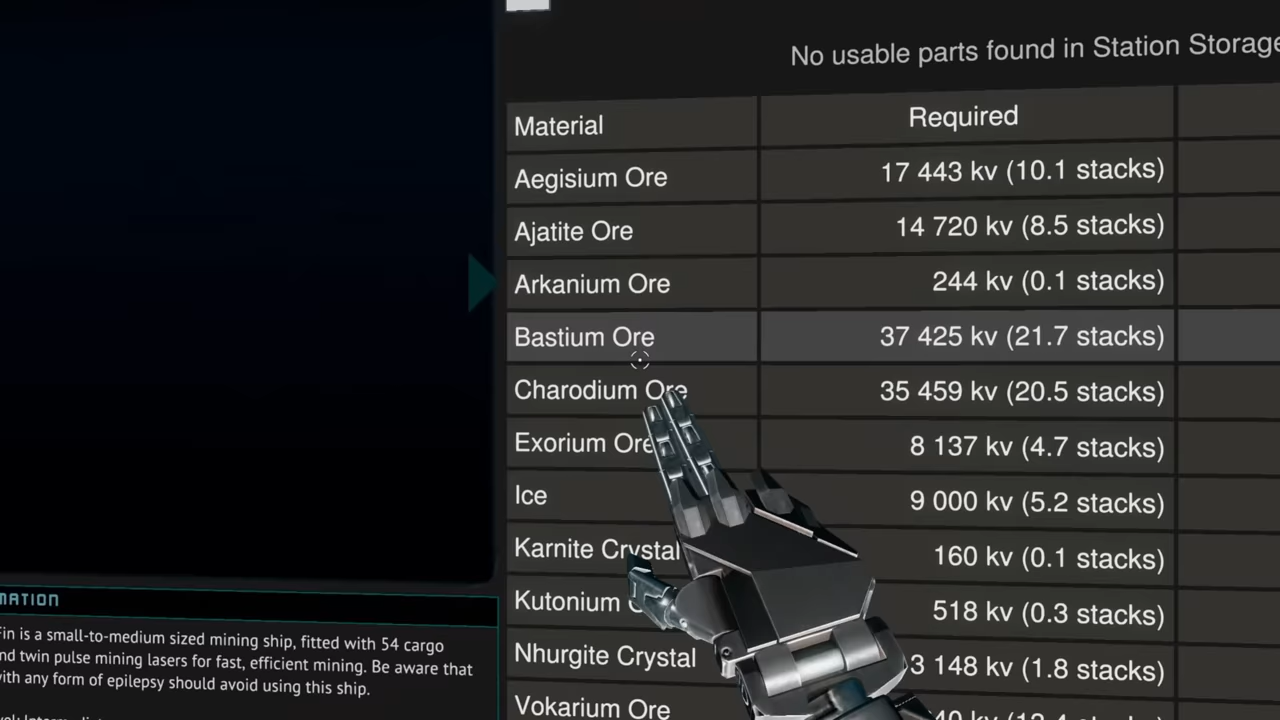 No usable parts found in Station Storage
Material Required
Aegisium Ore 17 443 kv (10.1 stacks)
Ajatite Ore 14 720 kv (8.5 stacks)
Arkanium Ore 244 kv (0.1 stacks)
Bastium Ore 37 425 kv (21.7 stacks)
Charodium Ore 35 459 kv (20.5 stacks)
Exorium Ore 8 137 kv (4.7 stacks)
Ice 9 000 kv (5.2 stacks)
Karnite Crystal 160 kv (0.1 stacks)
Kutonium 518 kv (0.3 stacks)
Nhurgite Crystal 3 148 kv (1.8 stacks)
Vokarium Ore
MATION
Fin is a small-to-medium sized mining ship, fitted with 54 cargo
nd twin pulse mining lasers for fast, efficient mining. Be aware that
with any form of epilepsy should avoid using this ship.